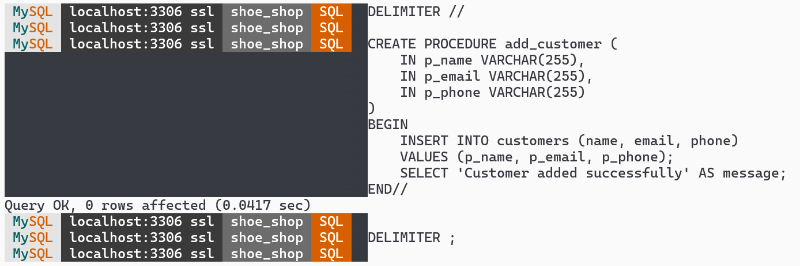 MySQL localhost:3306 ssl shoe_shop SQL DELIMITER //
MySQL localhost:3306 ssl shoe_shop SQL
MySQL localhost:3306 ssl shoe_shop SQL CREATE PROCEDURE add_customer (
    IN p_name VARCHAR(255),
    IN p_email VARCHAR(255),
    IN p_phone VARCHAR(255)
)
BEGIN
    INSERT INTO customers (name, email, phone)
    VALUES (p_name, p_email, p_phone);
    SELECT 'Customer added successfully' AS message;
END//
Query OK, 0 rows affected (0.0417 sec)
MySQL localhost:3306 ssl shoe_shop SQL
MySQL localhost:3306 ssl shoe_shop SQL DELIMITER ;
MySQL localhost:3306 ssl shoe_shop SQL